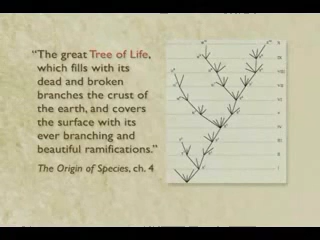 “The great Tree of Life,
which fills with its
dead and broken
branches the crust of
the earth, and covers
the surface with its
ever branching and
beautiful ramifications.”
The Origin of Species, ch. 4